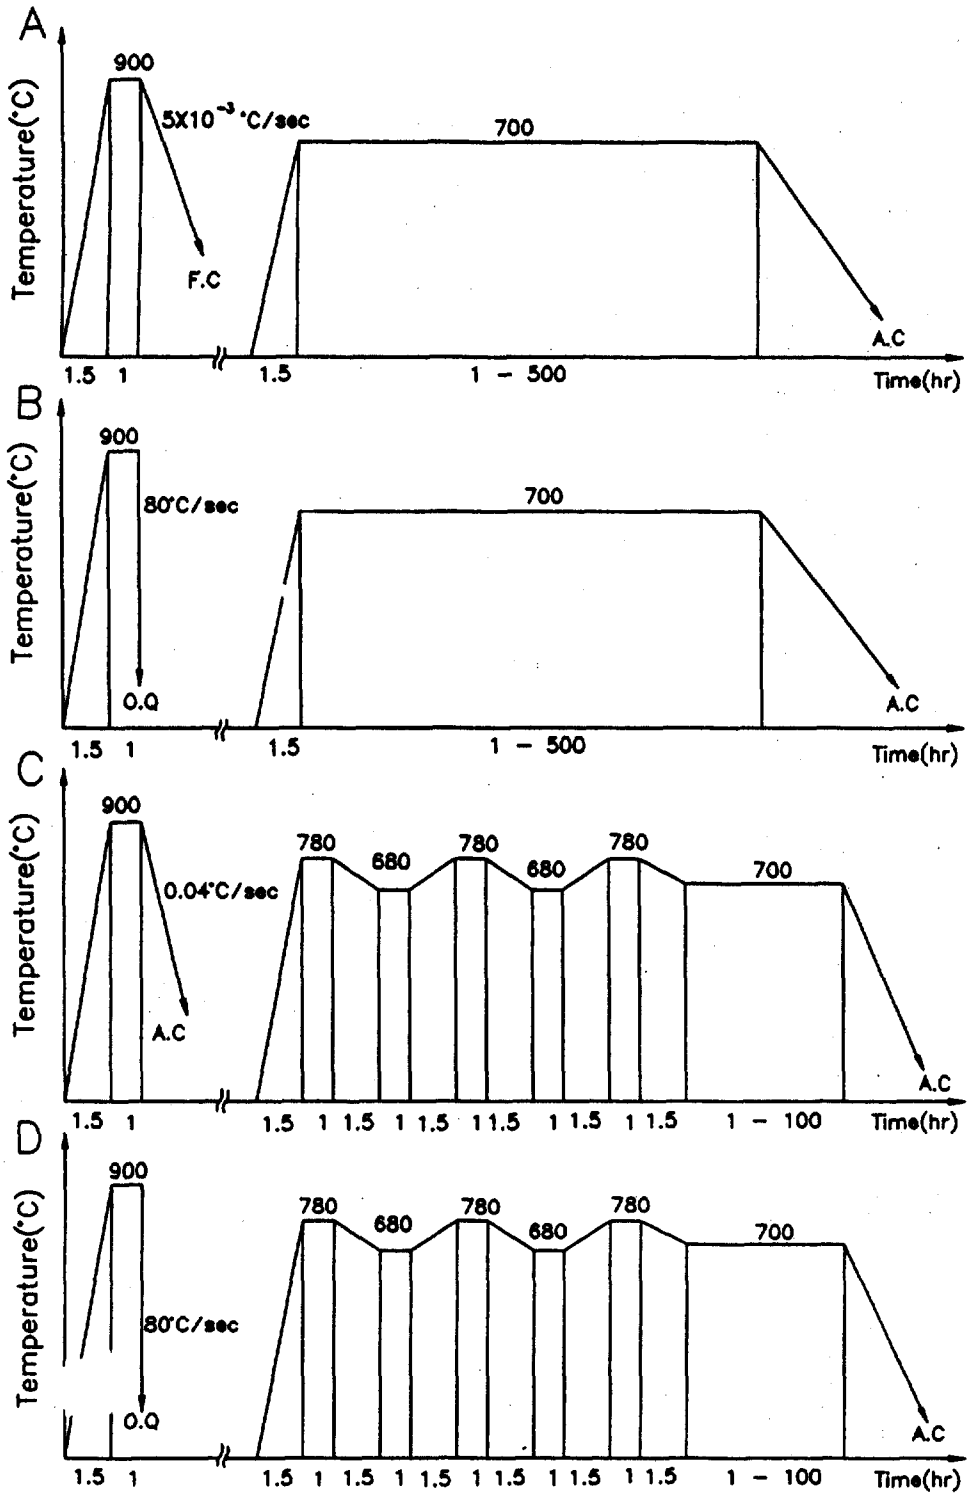 A
Temperature(°C)
900
5X10⁻³ °C/sec
F.C
700
A.C
1.5 1 1.5 1 - 500 Time(hr)
B
Temperature(°C)
900
80°C/sec
O.Q
700
A.C
1.5 1 1.5 1 - 500 Time(hr)
C
Temperature(°C)
900
0.04°C/sec
A.C
780 680 780 680 780 700
A.C
1.5 1 1.5 1 1.5 1 1.5 1 1.5 1 1.5 1 1.5 1 - 100 Time(hr)
D
Temperature(°C)
900
80°C/sec
O.Q
780 680 780 680 780 700
A.C
1.5 1 1.5 1 1.5 1 1.5 1 1.5 1 1.5 1 1.5 1 - 100 Time(hr)